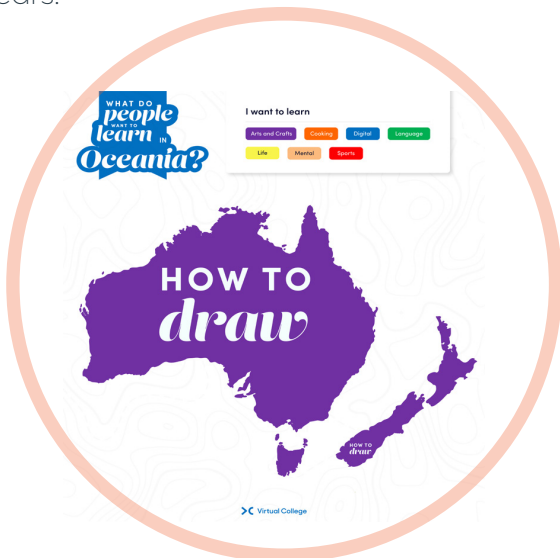 WHAT DO
people
WANT TO
learn IN
Oceania?
I want to learn
Arts and Crafts Cooking Digital Language
Life Mental Sports
HOW TO
draw
HOW TO
draw
Virtual College